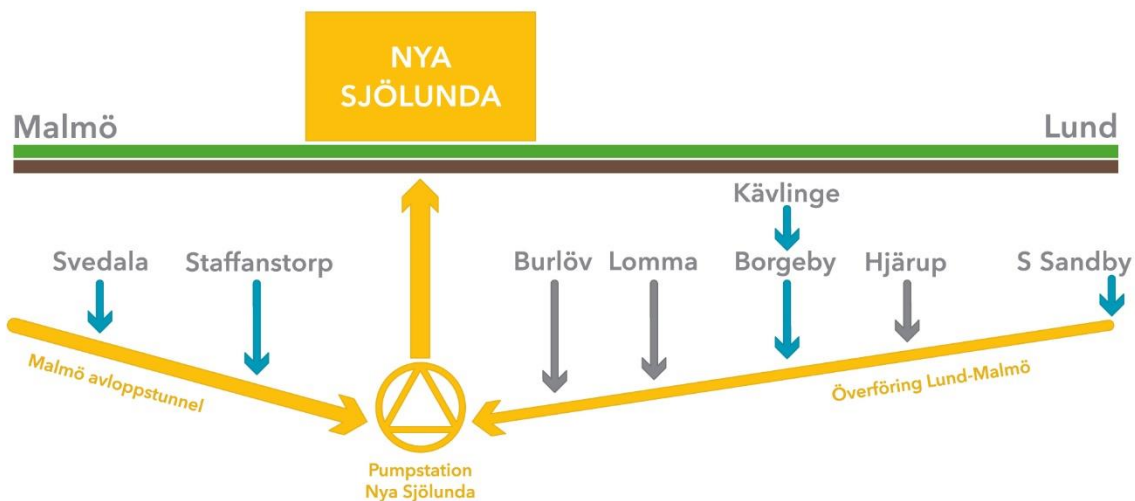 NYA
SJÖLUNDA
Malmö
Lund
Kävlinge
Svedala
Staffanstorp
Burlöv
Lomma
Borgeby
Hjärup
S Sandby
Malmö avloppstunnel
Överföring Lund-Malmö
Pumpstation
Nya Sjölunda